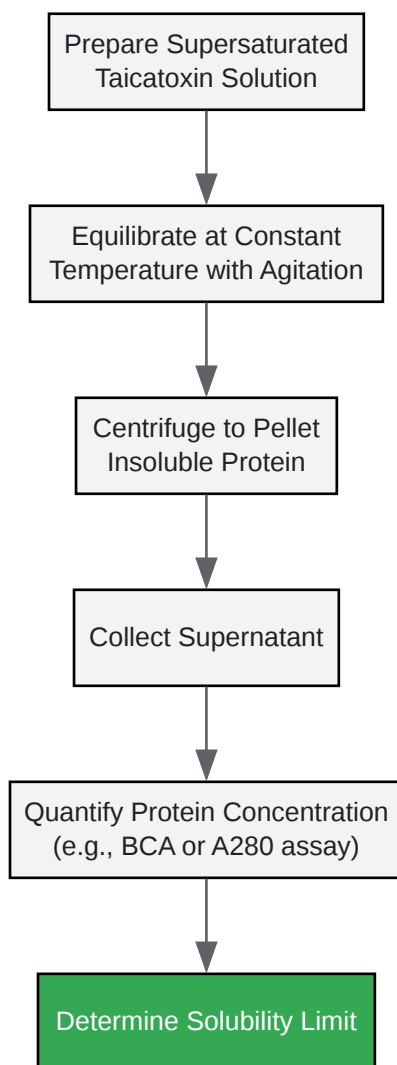 Prepare Supersaturated
Taicatoxin Solution
Equilibrate at Constant
Temperature with Agitation
Centrifuge to Pellet
Insoluble Protein
Collect Supernatant
Quantify Protein Concentration
(e.g., BCA or A280 assay)
Determine Solubility Limit